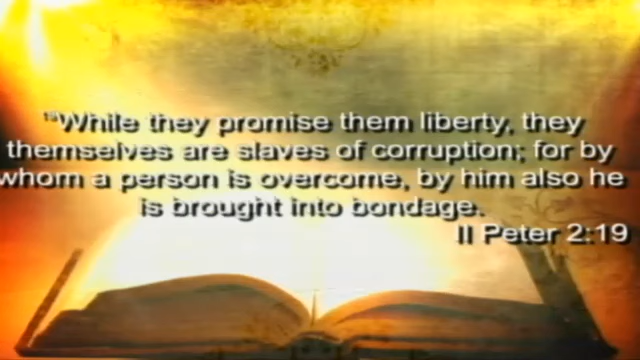 ¹⁹While they promise them liberty, they
themselves are slaves of corruption; for by
whom a person is overcome, by him also he
is brought into bondage.
II Peter 2:19